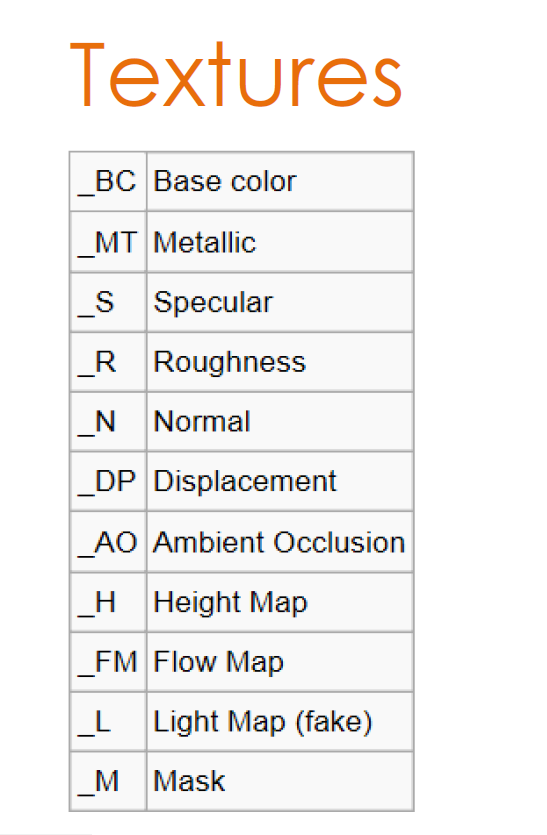 Textures
_BC Base color
_MT Metallic
_S Specular
_R Roughness
_N Normal
_DP Displacement
_AO Ambient Occlusion
_H Height Map
_FM Flow Map
_L Light Map (fake)
_M Mask